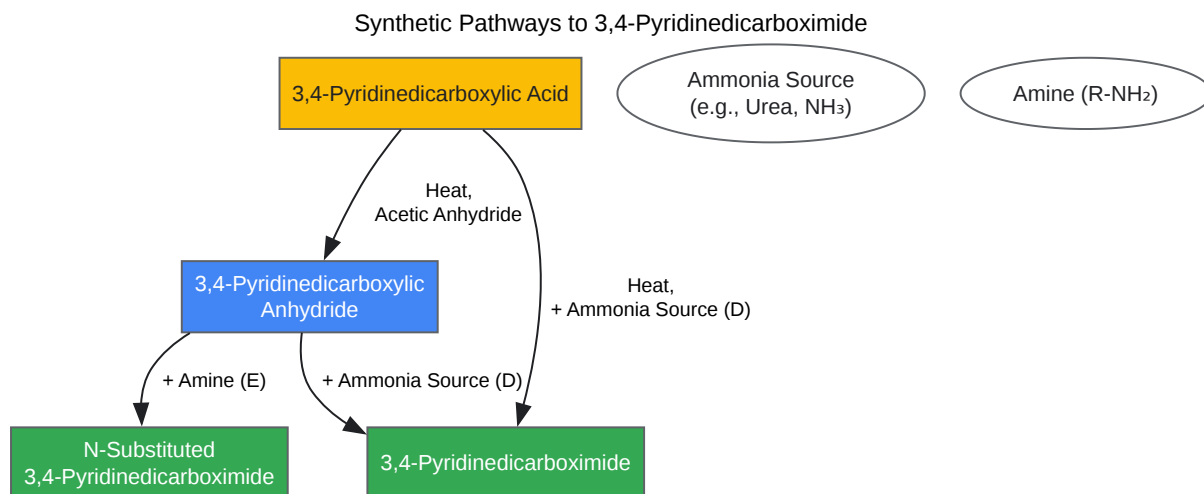 Synthetic Pathways to 3,4-Pyridinedicarboximide
3,4-Pyridinedicarboxylic Acid
Ammonia Source
(e.g., Urea, NH₃)
Amine (R-NH₂)
Heat,
Acetic Anhydride
3,4-Pyridinedicarboxylic
Anhydride
Heat,
+ Ammonia Source (D)
+ Amine (E)
+ Ammonia Source (D)
N-Substituted
3,4-Pyridinedicarboximide
3,4-Pyridinedicarboximide